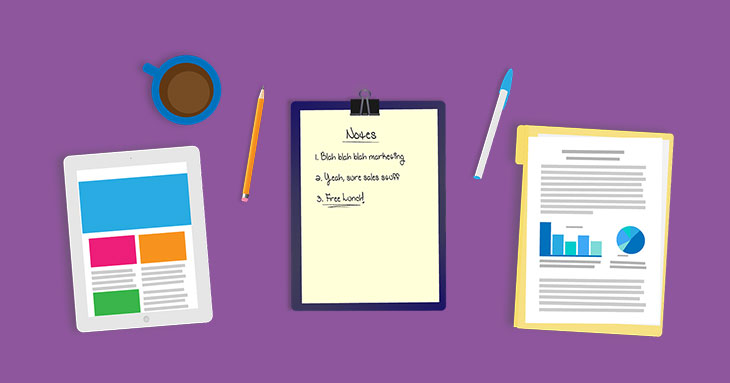 Notes
1. Blah blah blah marketing
2. Yeah, sure sales stuff
3. Free Lunch!